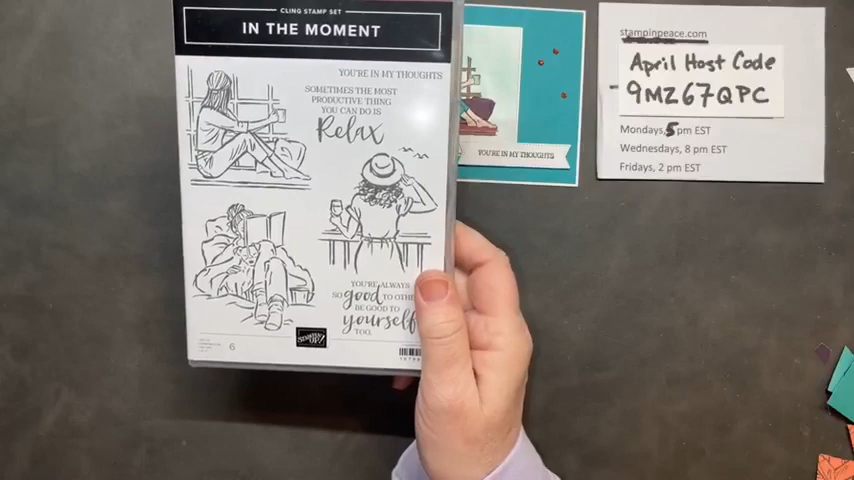 CLING STAMP SET
IN THE MOMENT
YOU'RE IN MY THOUGHTS
SOMETIMES THE MOST
PRODUCTIVE THING
YOU CAN DO IS
Relax
YOU'RE ALWAYS
SO good TO
BE GOOD TO
yourself
TOO.
6
STAMPIN' UP!
YOU'RE IN MY THOUGHTS
stampinpeace.com
April Host Code
9MZ67QPC
Mondays, 5 pm EST
Wednesdays, 8 pm EST
Fridays, 2 pm EST